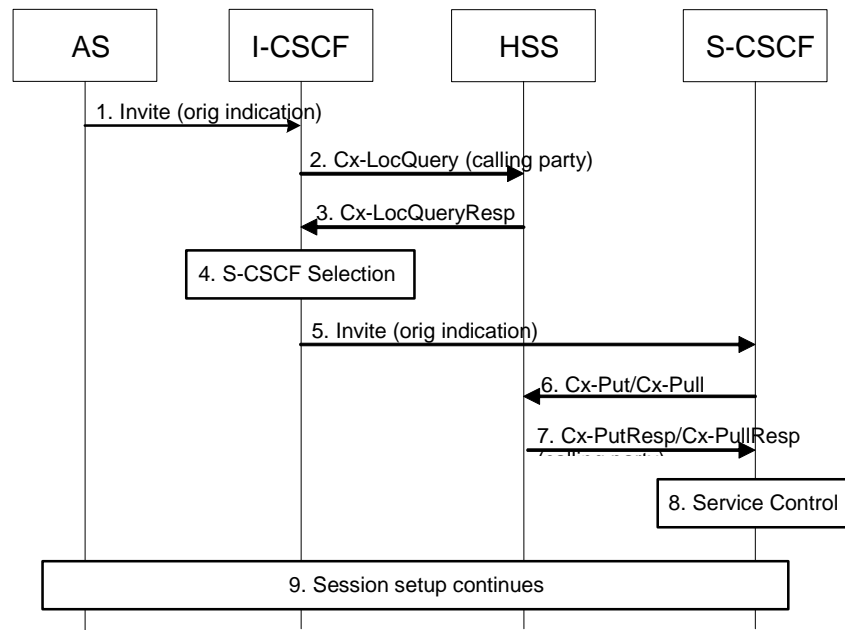 AS
I-CSCF
HSS
S-CSCF
1. Invite (orig indication)
2. Cx-LocQuery (calling party)
3. Cx-LocQueryResp
4. S-CSCF Selection
5. Invite (orig indication)
6. Cx-Put/Cx-Pull
7. Cx-PutResp/Cx-PullResp
8. Service Control
9. Session setup continues